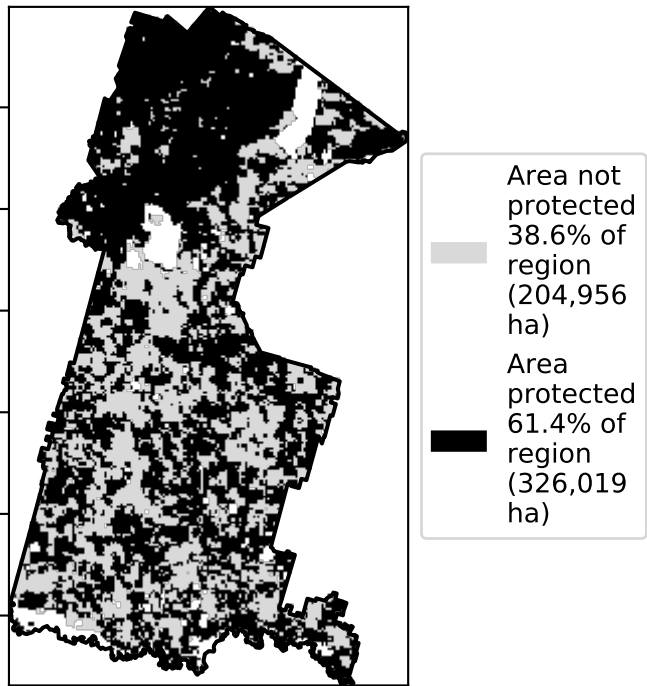 Area not
protected
38.6% of
region
(204,956
ha)
Area
protected
61.4% of
region
(326,019
ha)